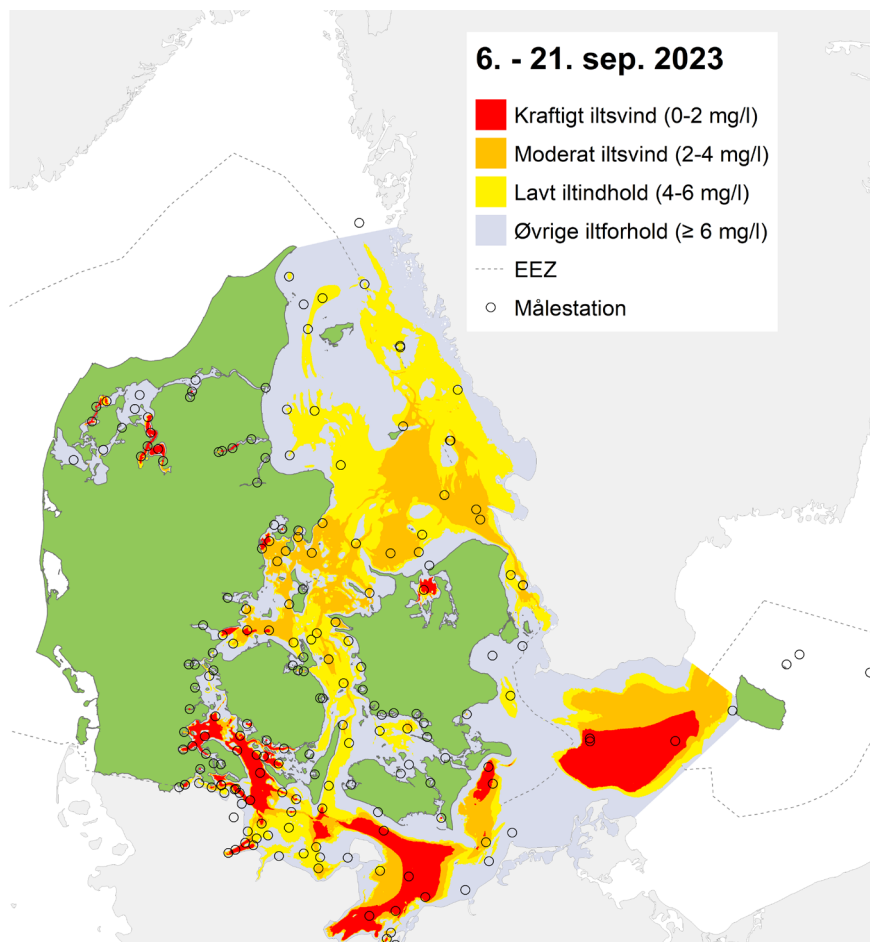 6. - 21. sep. 2023
Kraftigt iltsvind (0-2 mg/l)
Moderat iltsvind (2-4 mg/l)
Lavt iltindhold (4-6 mg/l)
Øvrige iltforhold (≥ 6 mg/l)
EEZ
Målestation